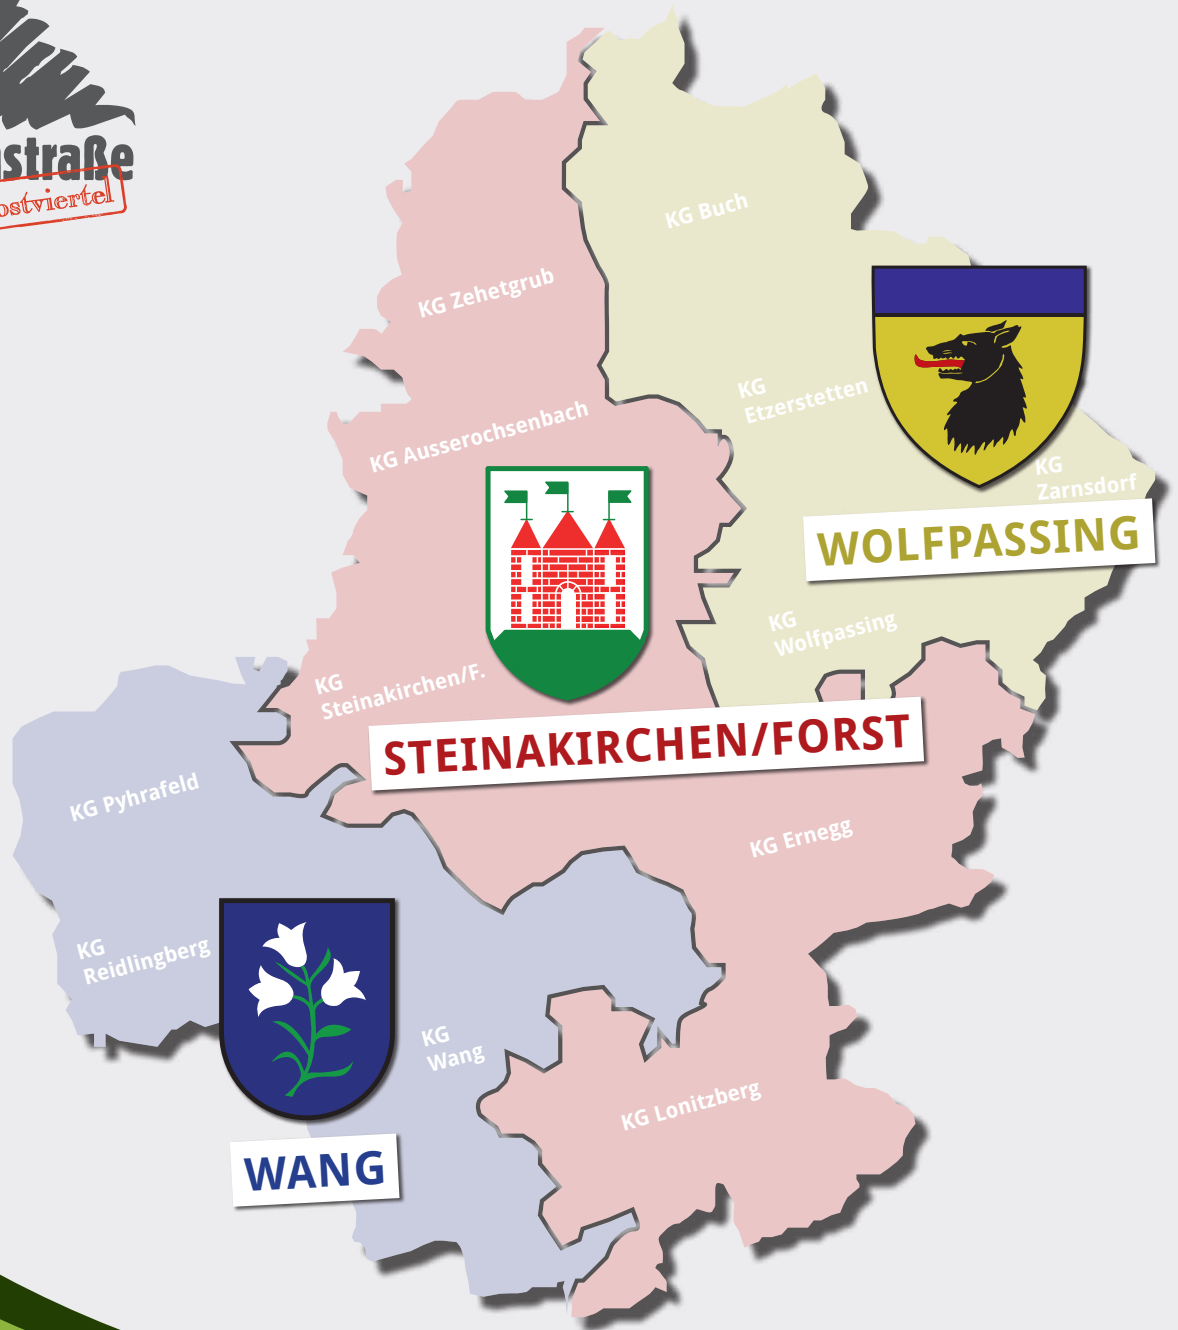 straße
ostviertel
KG Buch
KG Zehetgrub
KG
Etzerstetten
KG Ausserochsenbach
KG
Zarnsdorf
WOLFPASSING
KG
Wolfpassing
KG
Steinakirchen/F.
STEINAKIRCHEN/FORST
KG Pyhrafeld
KG Ernegg
KG
Reidlingberg
KG
Wang
KG Lonitzberg
WANG